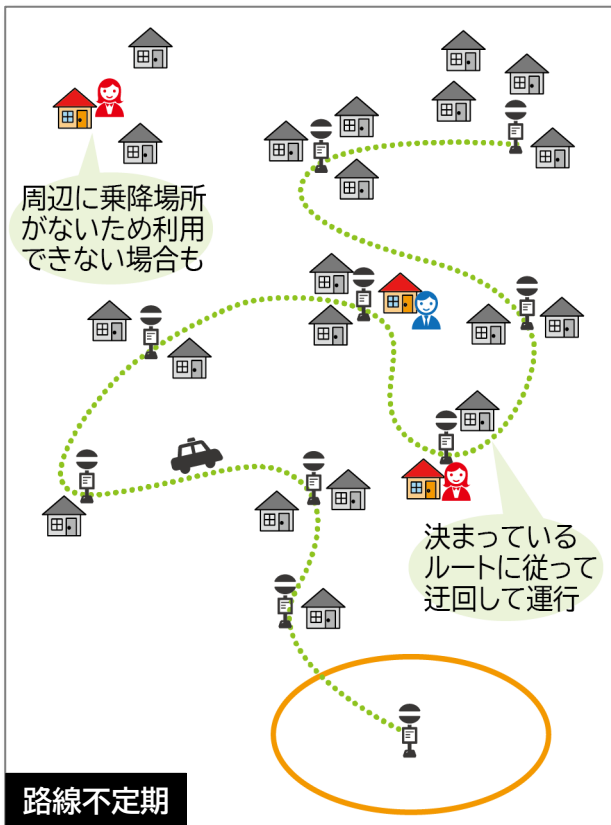 周辺に乗降場所
がないため利用
できない場合も
決まっている
ルートに従って
迂回して運行
路線不定期